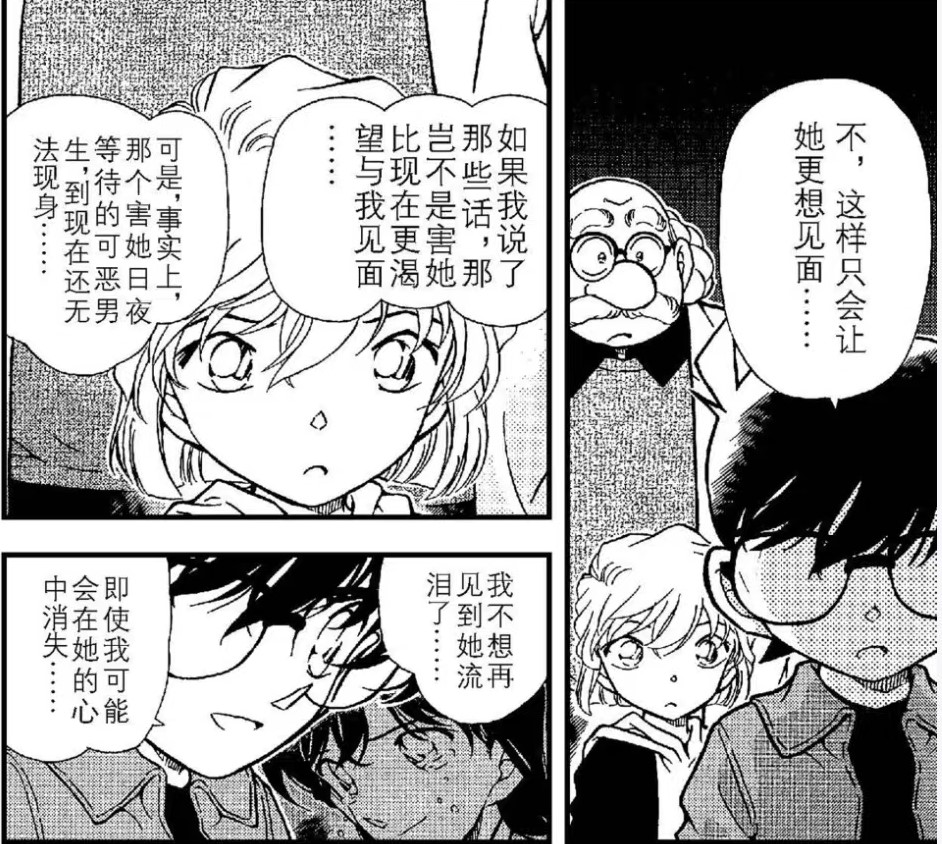 不，这样只会让
她更想见面……
如果我说了
那些话，那
岂不是害她
比现在更渴
望与我见面
……
可是，事实上，
那个害她日夜
等待的可恶男
生，到现在还无
法现身……
我不想再
见到她流
泪了……
即使我可能
会在她的心
中消失……